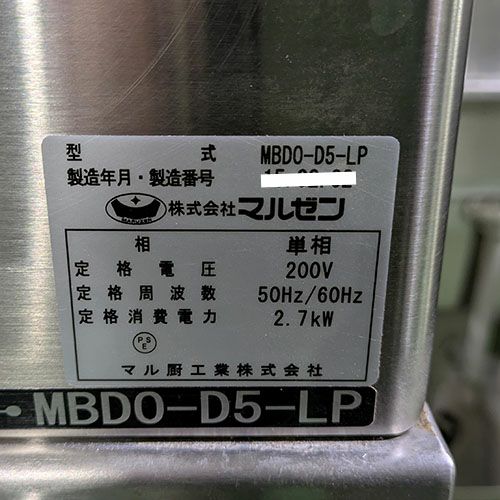 型式 MBDO-D5-LP
製造年月・製造番号
株式会社マルゼン
相 単相
定格電圧 200V
定格周波数 50Hz/60Hz
定格消費電力 2.7kW
PSE
マル厨工業株式会社
MBDO-D5-LP